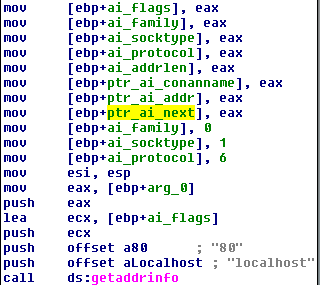 mov [ebp+ai_flags], eax
mov [ebp+ai_family], eax
mov [ebp+ai_socktype], eax
mov [ebp+ai_protocol], eax
mov [ebp+ai_addrlen], eax
mov [ebp+ptr_ai_conanname], eax
mov [ebp+ptr_ai_addr], eax
mov [ebp+ptr_ai_next], eax
mov [ebp+ai_family], 0
mov [ebp+ai_socktype], 1
mov [ebp+ai_protocol], 6
mov esi, esp
mov eax, [ebp+arg_0]
push eax
lea ecx, [ebp+ai_flags]
push ecx
push offset a80 ; "80"
push offset aLocalhost ; "localhost"
call ds:getaddrinfo